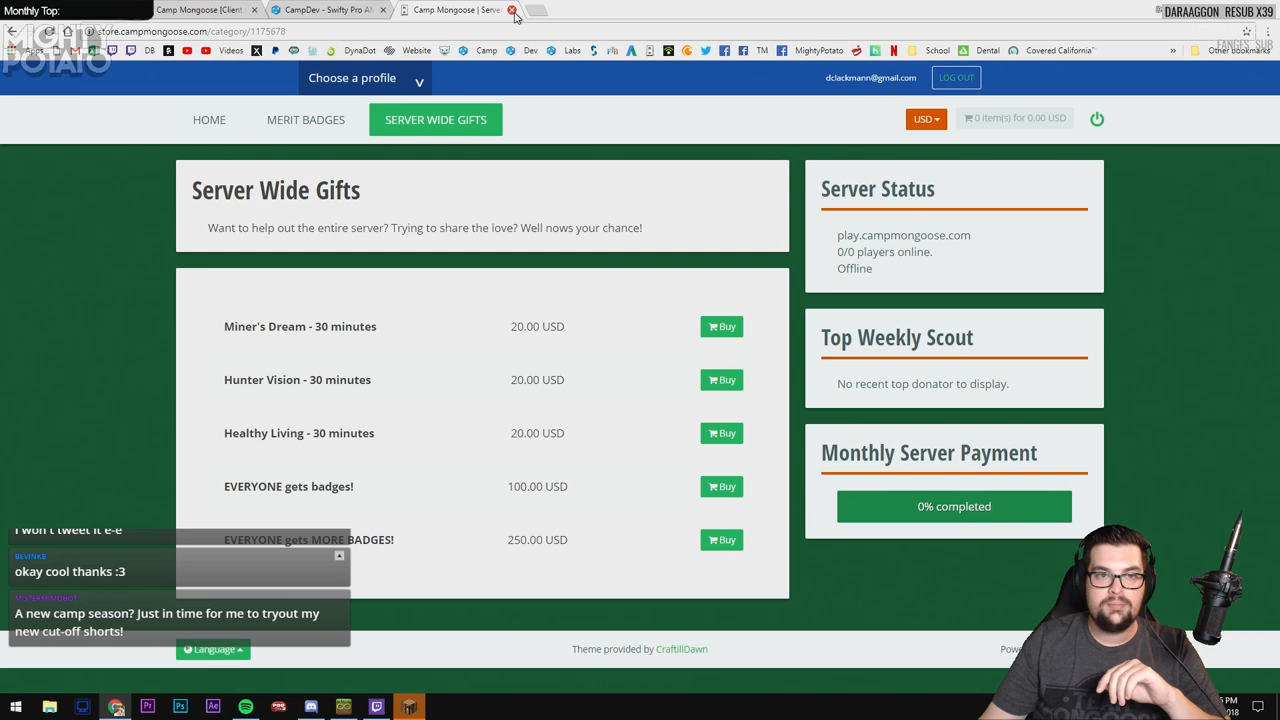 Monthly Top:
Camp Mongoose [Client
CampDev - Swifty Pro AM
Camp Mongoose | Serve
DARAAGGON RESUB X39
store.campmongoose.com/category/1175678
MIGHTY
POTATO
FANGES_SUB
Apps
DB
Videos
DynaDot
Camp
Dev
Labs
TM
MightyPotato
School
Dental
Covered California™
Other bookmarks
Choose a profile
dclackmann@gmail.com
LOG OUT
HOME
MERIT BADGES
SERVER WIDE GIFTS
USD
0 item(s) for 0.00 USD
Server Wide Gifts
Want to help out the entire server? Trying to share the love? Well nows your chance!
Server Status
play.campmongoose.com
0/0 players online.
Offline
Miner's Dream - 30 minutes 20.00 USD Buy
Hunter Vision - 30 minutes 20.00 USD Buy
Healthy Living - 30 minutes 20.00 USD Buy
EVERYONE gets badges! 100.00 USD Buy
EVERYONE gets MORE BADGES! 250.00 USD Buy
Top Weekly Scout
No recent top donator to display.
Monthly Server Payment
0% completed
I won't tweet it e-e
BEVINKB
okay cool thanks :3
MISTERMIMOBOT
A new camp season? Just in time for me to tryout my
new cut-off shorts!
Language
Theme provided by CraftillDawn